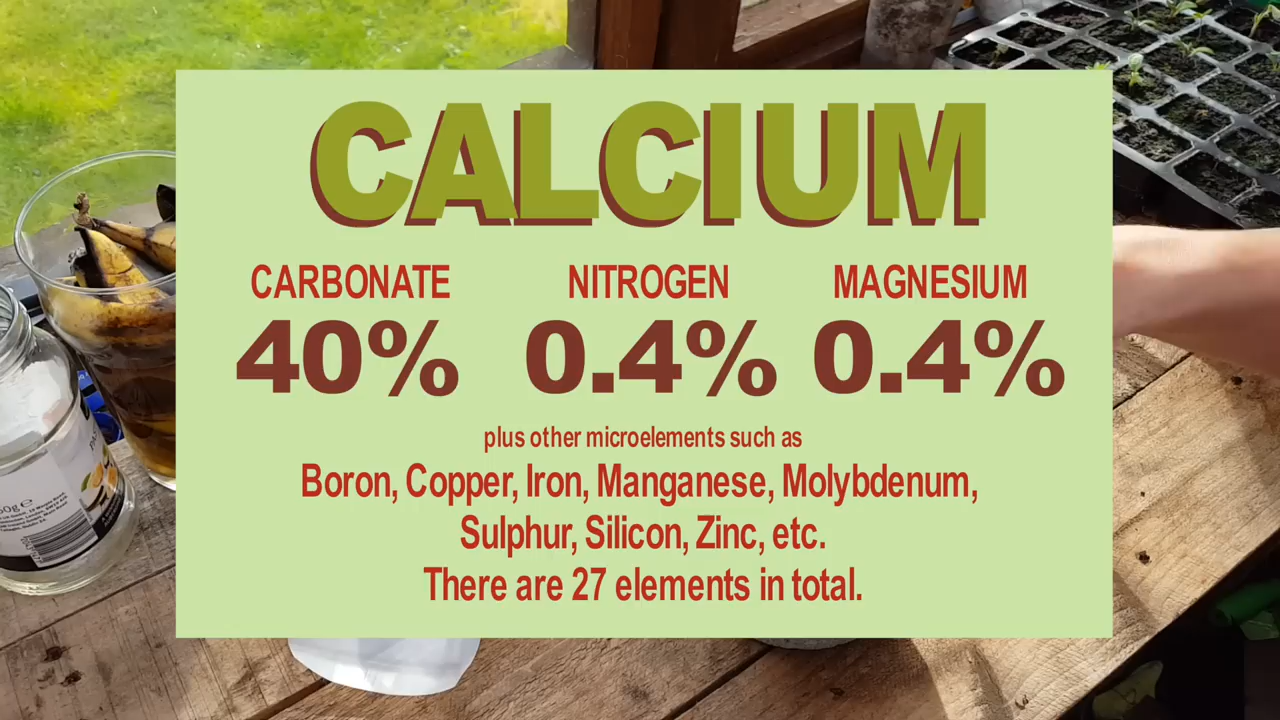 CALCIUM
CARBONATE NITROGEN MAGNESIUM
40% 0.4% 0.4%
plus other microelements such as
Boron, Copper, Iron, Manganese, Molybdenum,
Sulphur, Silicon, Zinc, etc.
There are 27 elements in total.